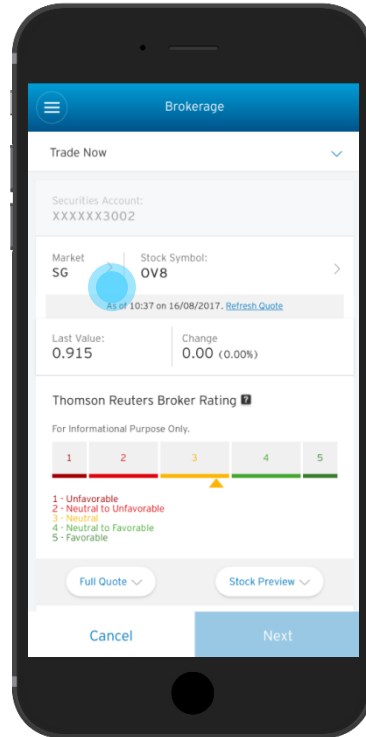 Brokerage
Trade Now
Securities Account:
XXXXXX3002
Market
SG
Stock Symbol:
OV8
As of 10:37 on 16/08/2017. Refresh Quote
Last Value:
0.915
Change
0.00 (0.00%)
Thomson Reuters Broker Rating ?
For Informational Purpose Only.
1 2 3 4 5
1 - Unfavorable
2 - Neutral to Unfavorable
3 - Neutral
4 - Neutral to Favorable
5 - Favorable
Full Quote
Stock Preview
Cancel
Next